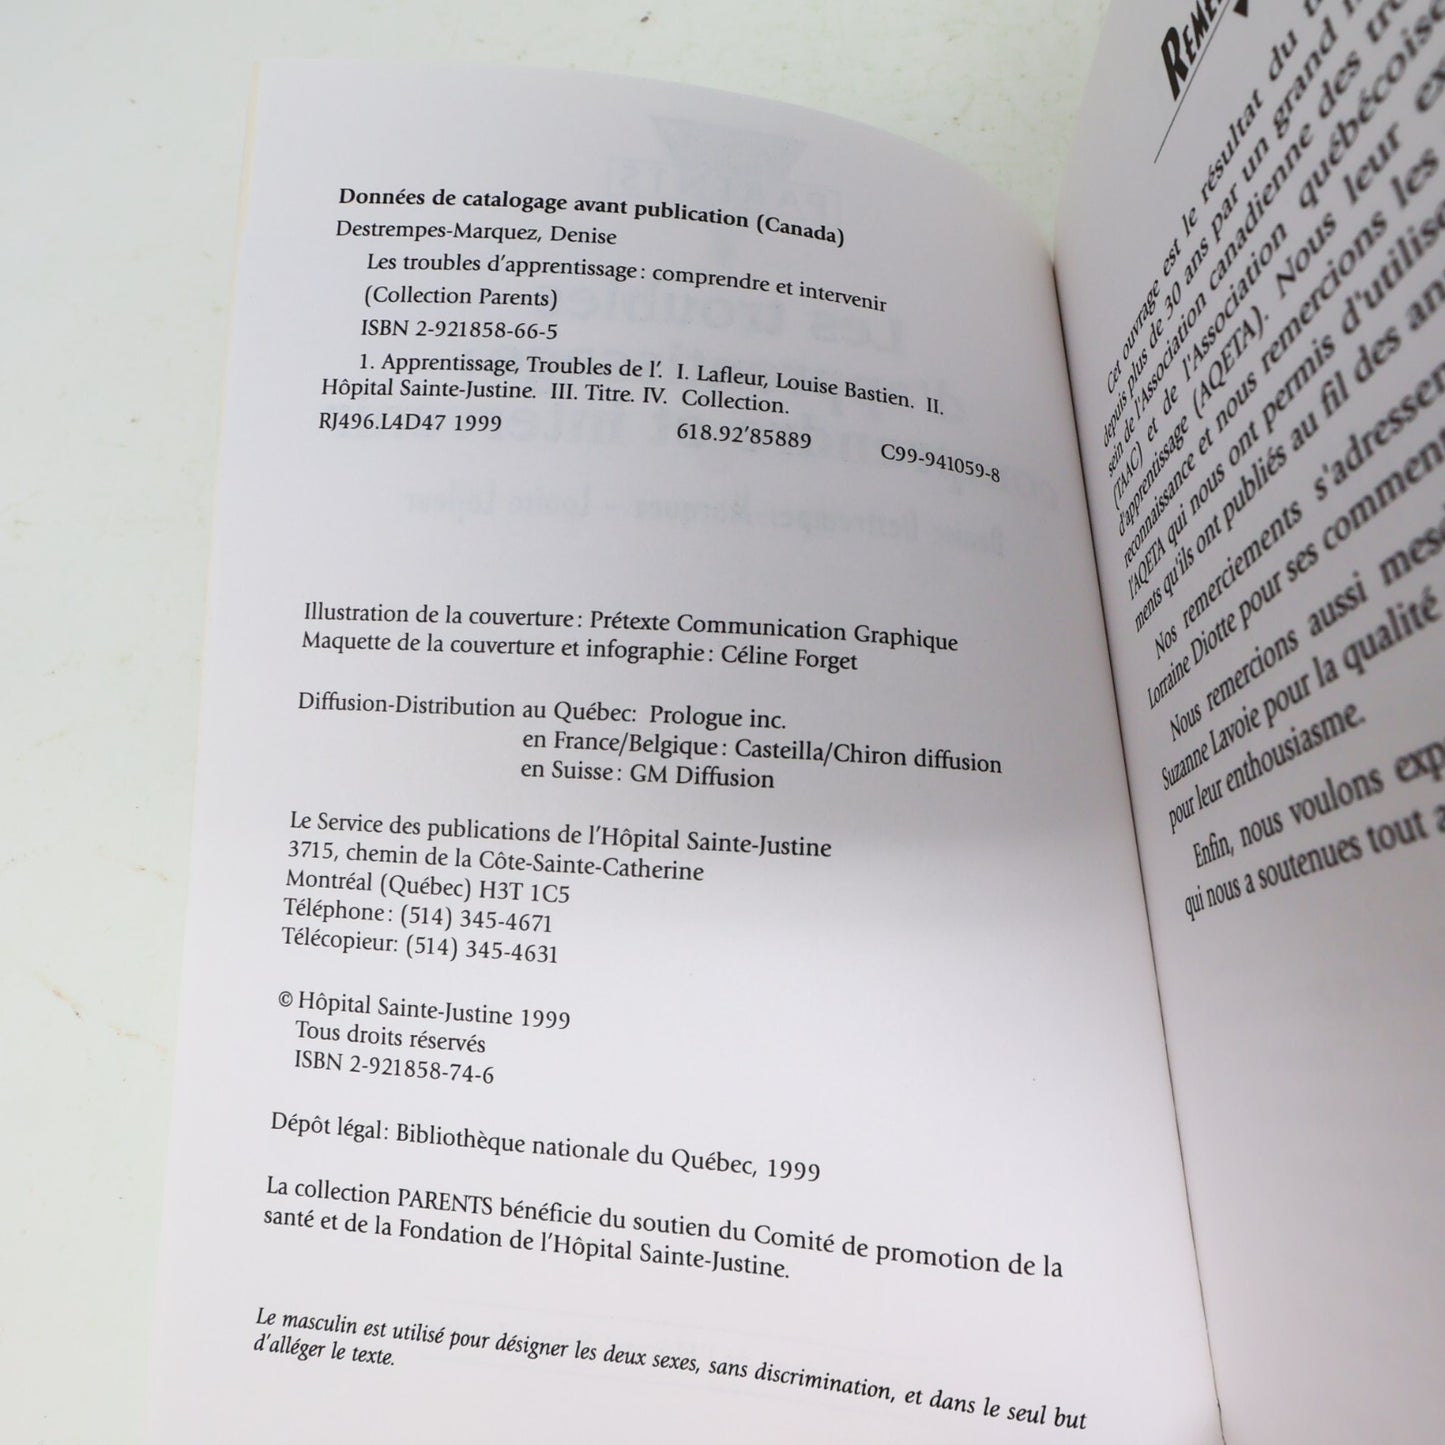 Données de catalogage avant publication (Canada)
Destrempes-Marquez, Denise
Les troubles d'apprentissage : comprendre et intervenir
(Collection Parents)
ISBN 2-921858-66-5
1. Apprentissage, Troubles de l'. I. Lafleur, Louise Bastien. II.
Hôpital Sainte-Justine. III. Titre. IV. Collection.
RJ496.L4D47 1999 618.92'85889 C99-941059-8
Illustration de la couverture : Prétexte Communication Graphique
Maquette de la couverture et infographie : Céline Forget
Diffusion-Distribution au Québec: Prologue inc.
en France/Belgique : Casteilla/Chiron diffusion
en Suisse : GM Diffusion
Le Service des publications de l'Hôpital Sainte-Justine
3715, chemin de la Côte-Sainte-Catherine
Montréal (Québec) H3T 1C5
Téléphone : (514) 345-4671
Télécopieur: (514) 345-4631
© Hôpital Sainte-Justine 1999
Tous droits réservés
ISBN 2-921858-74-6
Dépôt légal: Bibliothèque nationale du Québec, 1999
La collection PARENTS bénéficie du soutien du Comité de promotion de la
santé et de la Fondation de l'Hôpital Sainte-Justine.
Le masculin est utilisé pour désigner les deux sexes, sans discrimination, et dans le seul but
d'alléger le texte.
Cet ouvrage est le résultat du
depuis plus de 30 ans par un grand
sein de l'Association canadienne des
(TAAC) et de l'Association québécoise
d'apprentissage (AQETA). Nous leur
reconnaissance et nous remercions les
l'AQETA qui nous ont permis d'utiliser
ments qu'ils ont publiés au fil des
Nos remerciements s'adressent
Lorraine Diotte pour ses
Nous remercions aussi
Suzanne Lavoie pour la qualité
pour leur enthousiasme.
Enfin, nous voulons
qui nous a soutenues tout